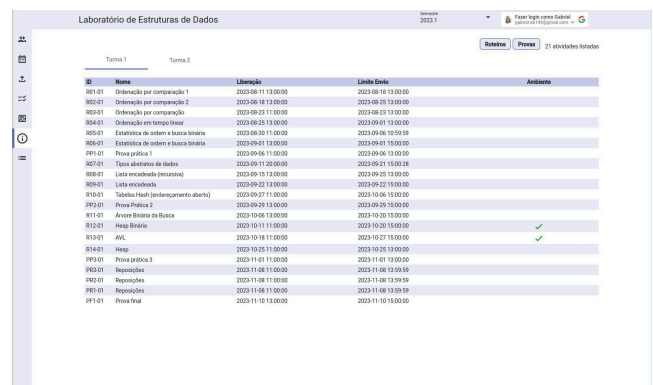 Laboratório de Estruturas de Dados
Semestre
2023.1
Fazer login como Gabriel
Roteiros Provas 21 atividades listadas
Turma 1 Turma 2
ID Nome Liberação Limite Envio Ambiente
R01-01 Ordenação por comparação 1 2023-08-11 13:00:00 2023-08-18 13:00:00
R02-01 Ordenação por comparação 2 2023-08-18 13:00:00 2023-08-25 13:00:00
R03-01 Ordenação por comparação 2023-08-23 11:00:00 2023-08-23 13:00:00
R04-01 Ordenação em tempo linear 2023-08-25 13:00:00 2023-09-01 13:00:00
R05-01 Estatística de ordem e busca binária 2023-08-30 11:00:00 2023-09-06 10:59:59
R06-01 Estatística de ordem e busca binária 2023-09-01 13:00:00 2023-09-01 15:00:00
PP1-01 Prova prática 1 2023-09-06 11:00:00 2023-09-06 13:00:00
R07-01 Tipos abstratos de dados 2023-09-11 20:00:00 2023-09-21 15:00:28
R08-01 Lista encadeada (recursiva) 2023-09-15 13:00:00 2023-09-25 13:00:00
R09-01 Lista encadeada 2023-09-22 13:00:00 2023-09-22 15:00:00
R10-01 Tabelas Hash (endereçamento aberto) 2023-09-27 11:00:00 2023-10-06 15:00:00
PP2-01 Prova Prática 2 2023-09-29 13:00:00 2023-09-29 15:00:00
R11-01 Árvore Binária da Busca 2023-10-06 13:00:00 2023-10-20 15:00:00
R12-01 Heap Binária 2023-10-11 11:00:00 2023-10-20 15:00:00
R13-01 AVL 2023-10-18 11:00:00 2023-10-27 15:00:00
R14-01 Heap 2023-10-25 11:00:00 2023-10-25 13:00:00
PP3-01 Prova prática 3 2023-11-01 11:00:00 2023-11-01 13:00:00
PR3-01 Reposições 2023-11-08 11:00:00 2023-11-08 13:59:59
PR2-01 Reposições 2023-11-08 11:00:00 2023-11-08 13:59:59
PR1-01 Reposições 2023-11-08 11:00:00 2023-11-08 13:59:59
PF1-01 Prova final 2023-11-10 13:00:00 2023-11-10 15:00:00